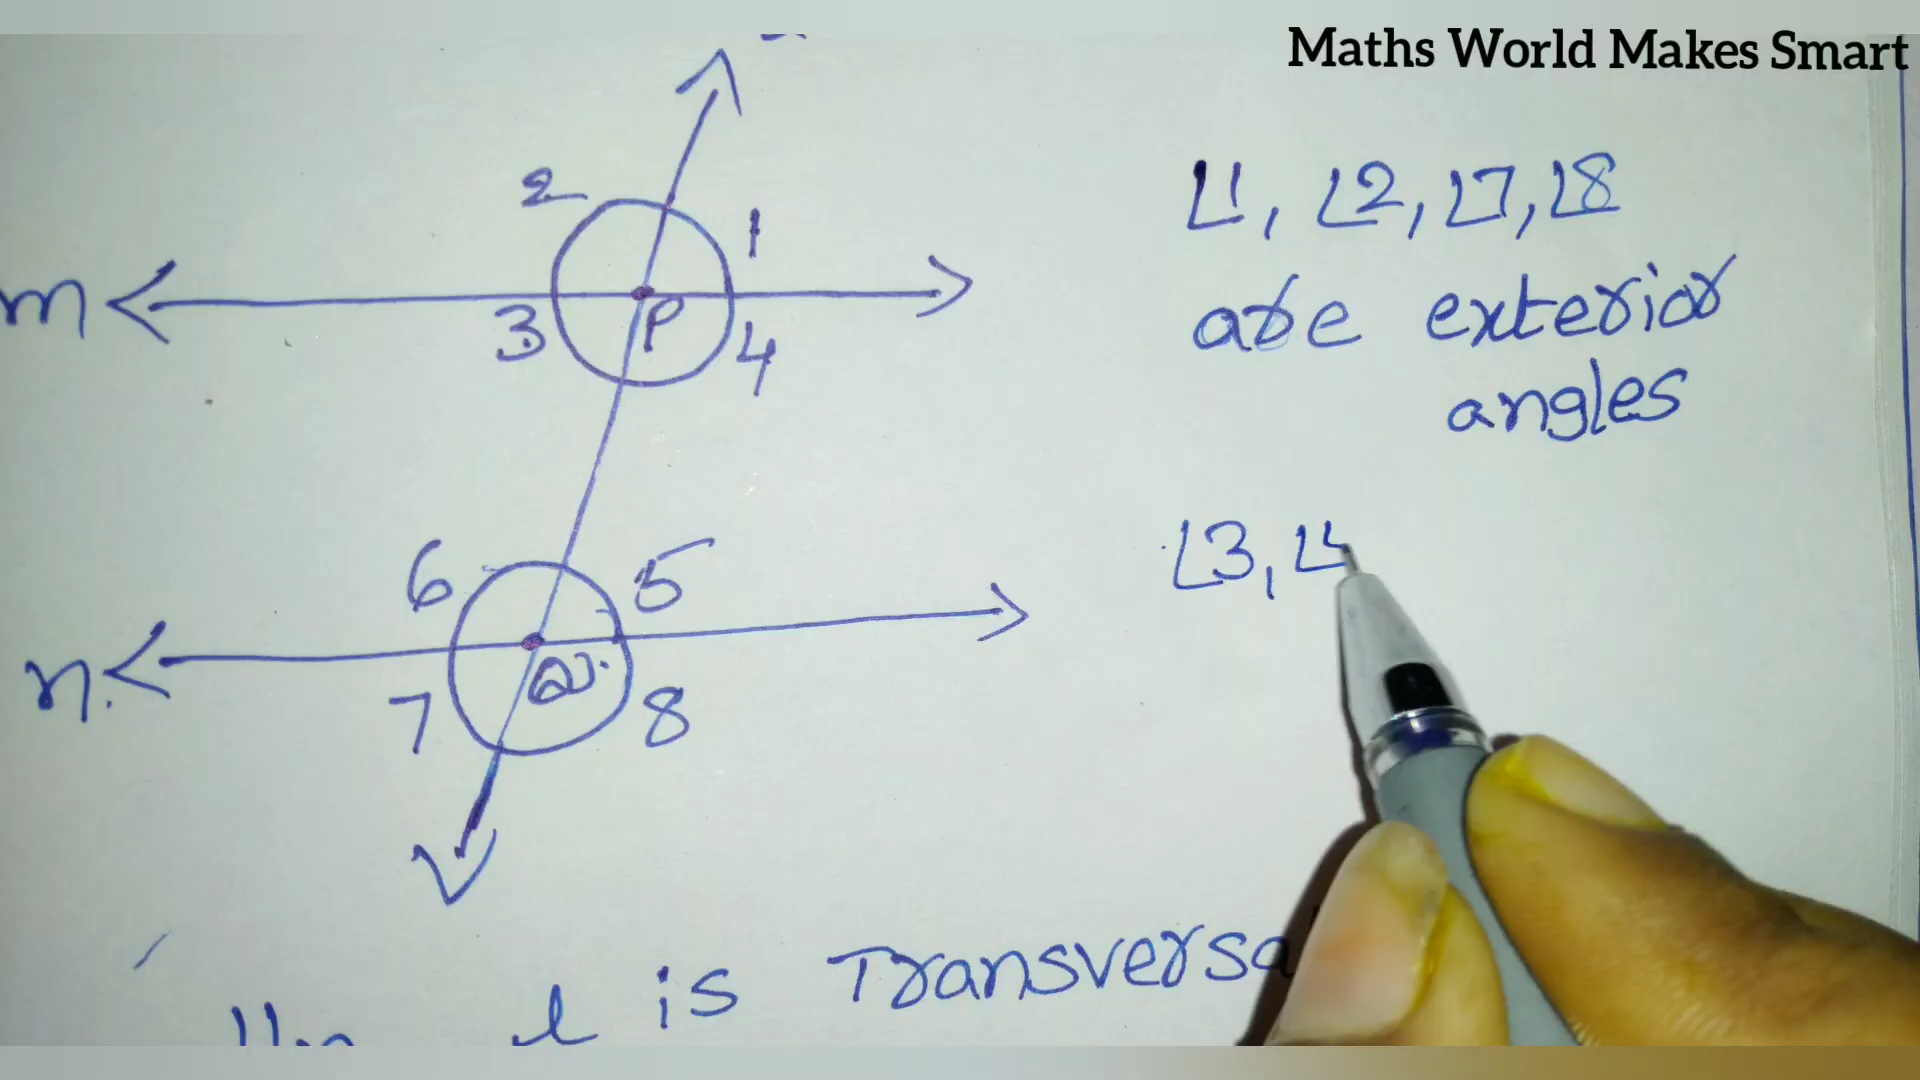 Maths World Makes Smart
2
1
m
3
P
4
6
5
n.
Q
7
8
∠1, ∠2, ∠7, ∠8
are exterior
angles
∠3, ∠4
l is Transversa